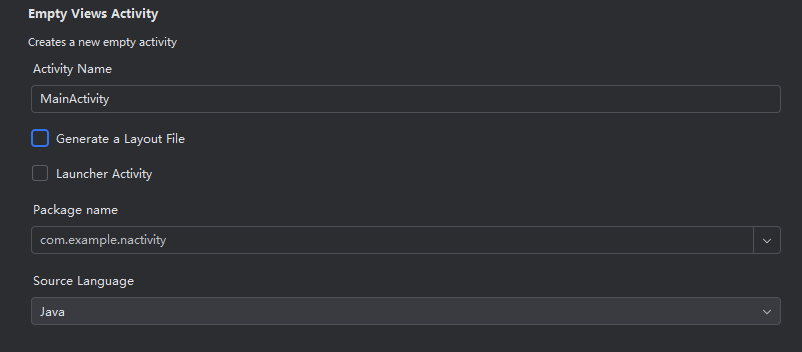 Empty Views Activity
Creates a new empty activity
Activity Name
MainActivity
Generate a Layout File
Launcher Activity
Package name
com.example.nactivity
Source Language
Java